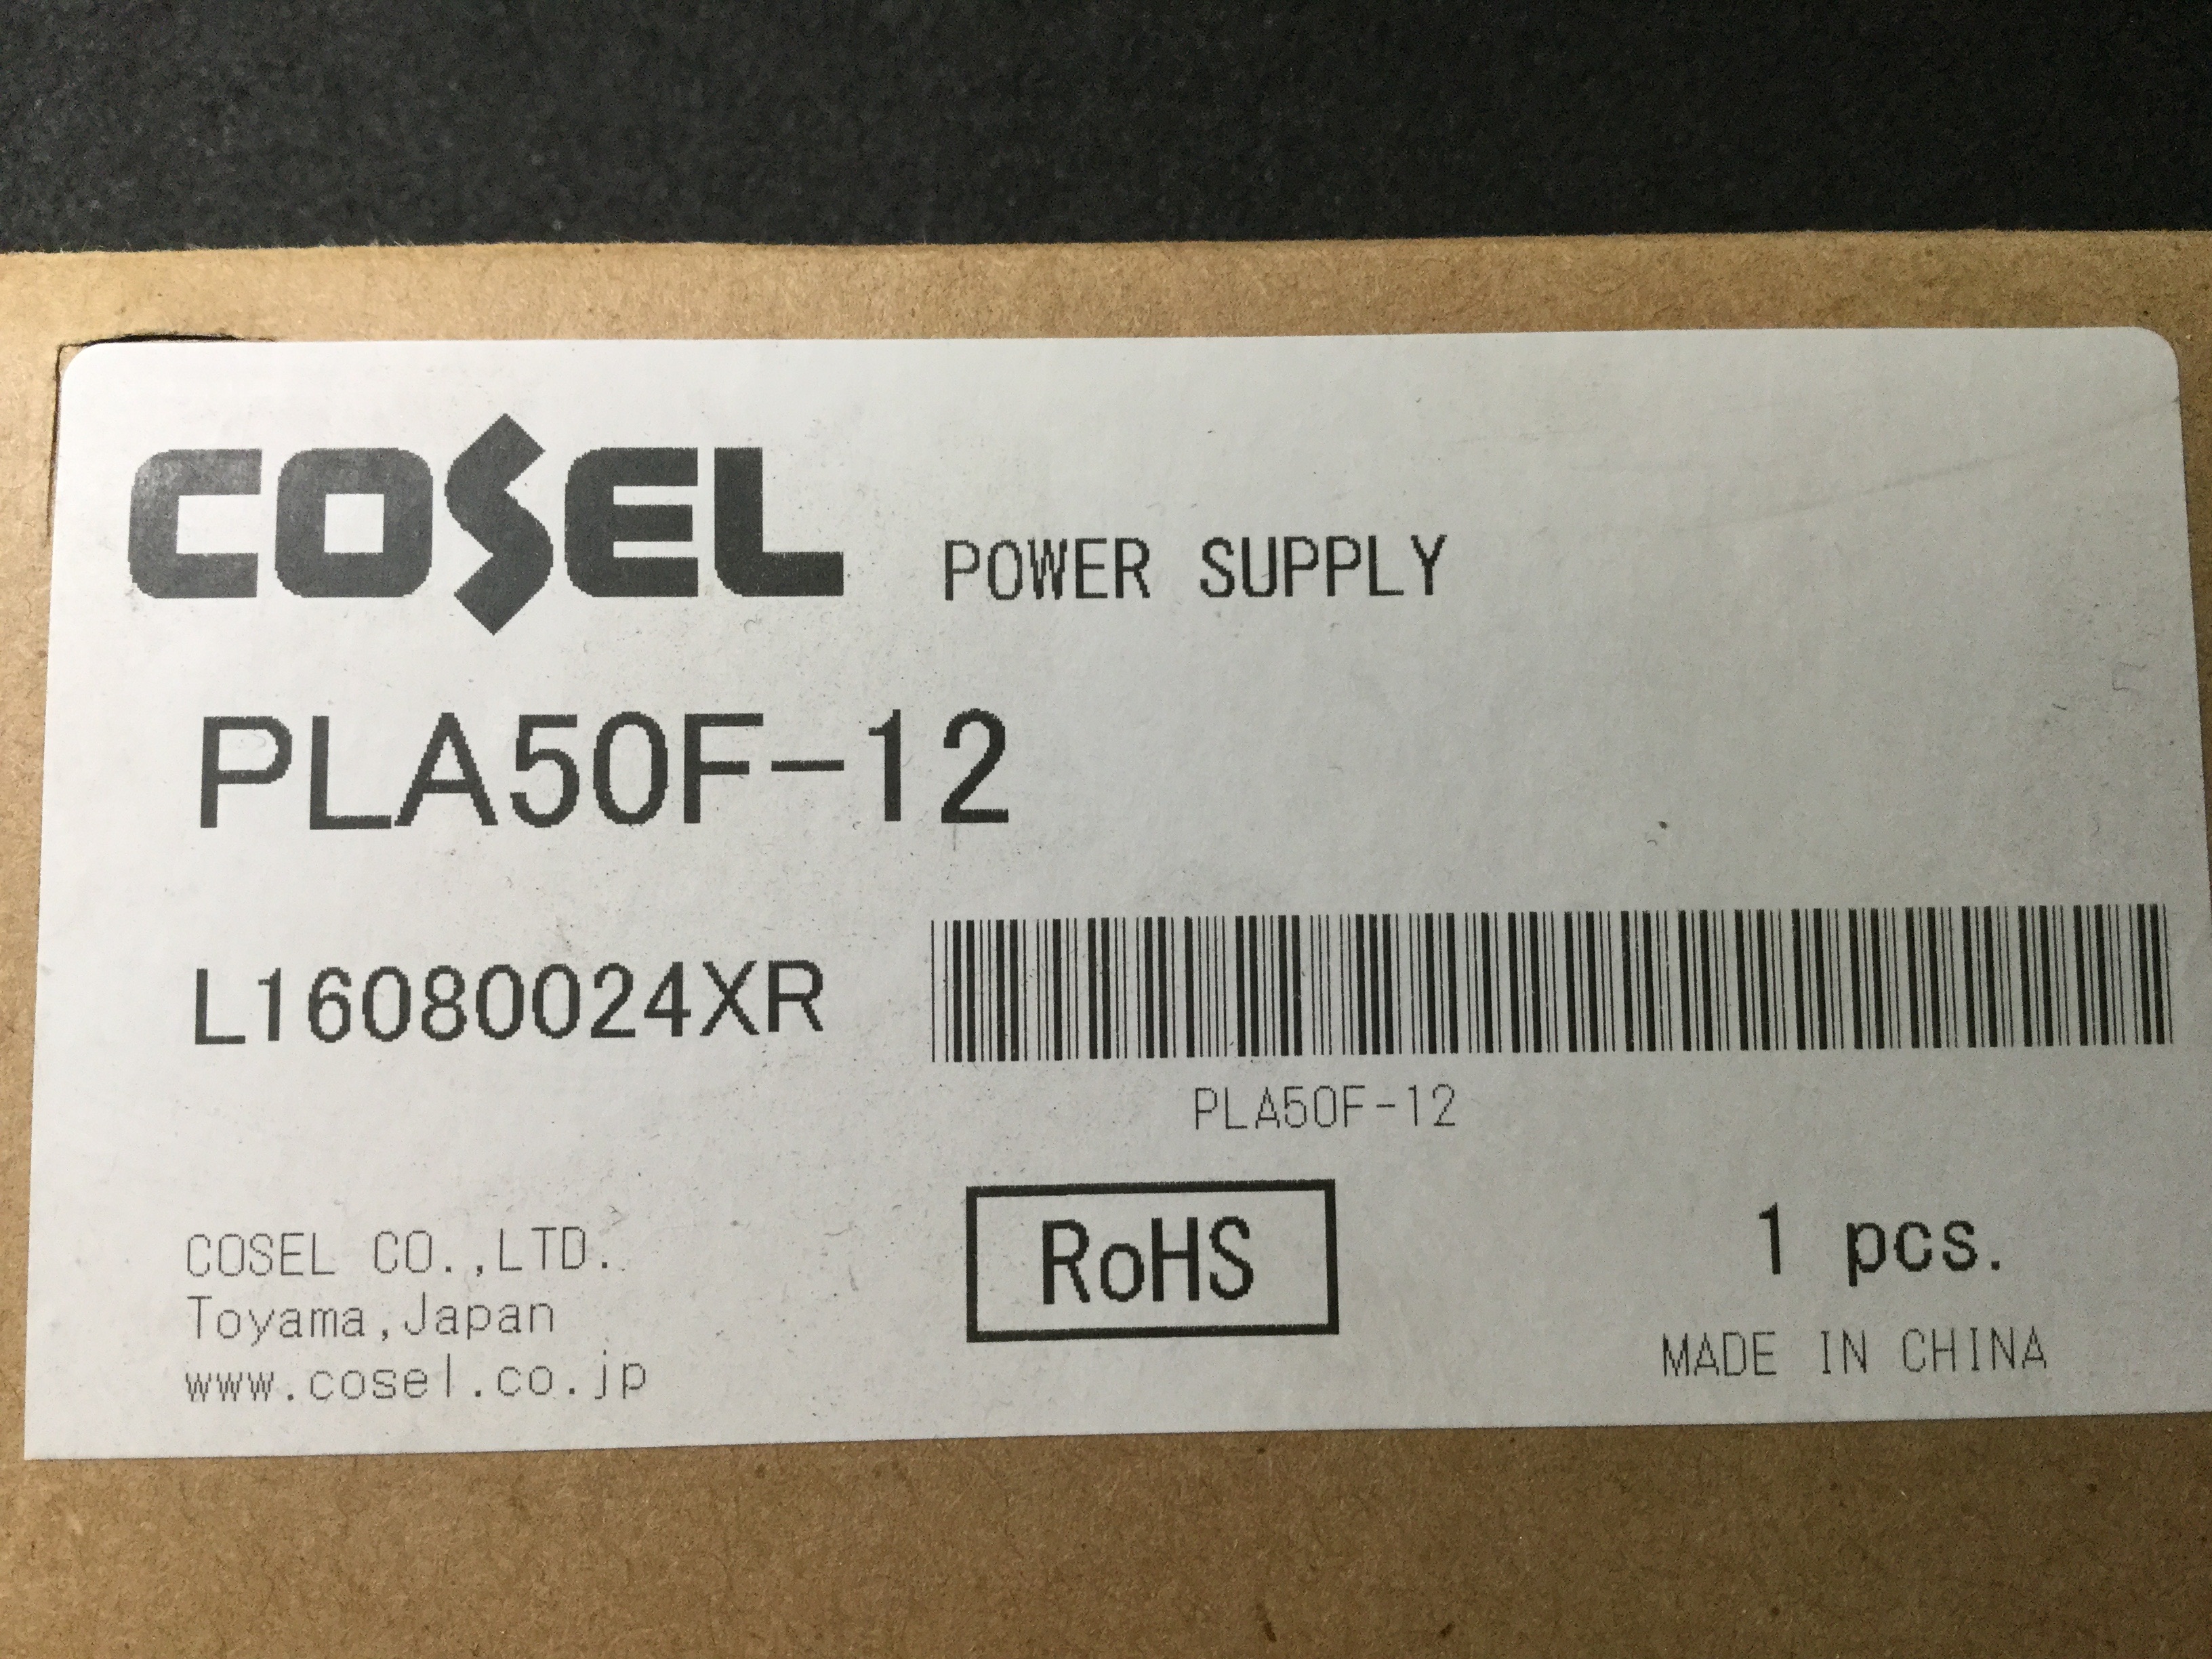 COSEL POWER SUPPLY
PLA50F-12
L16080024XR
PLA50F-12
COSEL CO.,LTD.
Toyama,Japan
www.cosel.co.jp
RoHS
1 pcs.
MADE IN CHINA